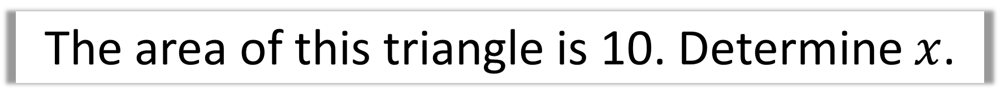 The area of this triangle is 10. Determine x.